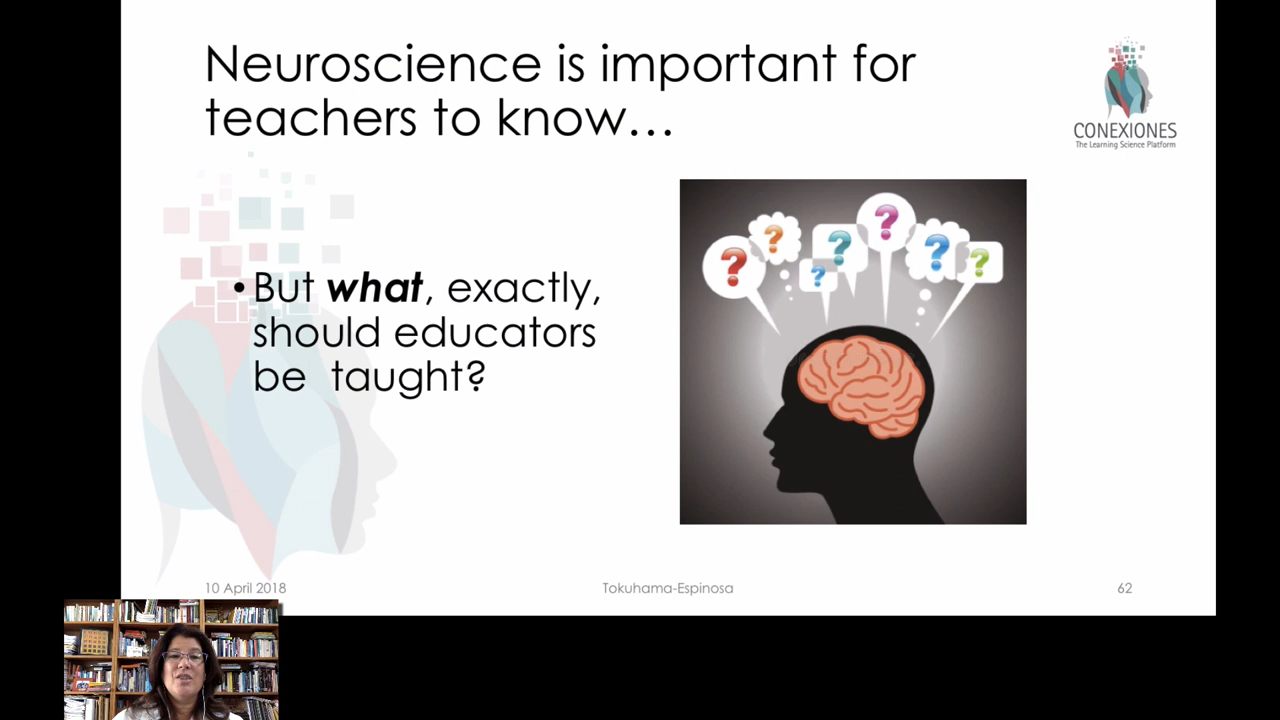 Neuroscience is important for
teachers to know…
CONEXIONES
The Learning Science Platform
? ? ? ? ? ? ?
• But what, exactly,
should educators
be taught?
10 April 2018
Tokuhama-Espinosa
62